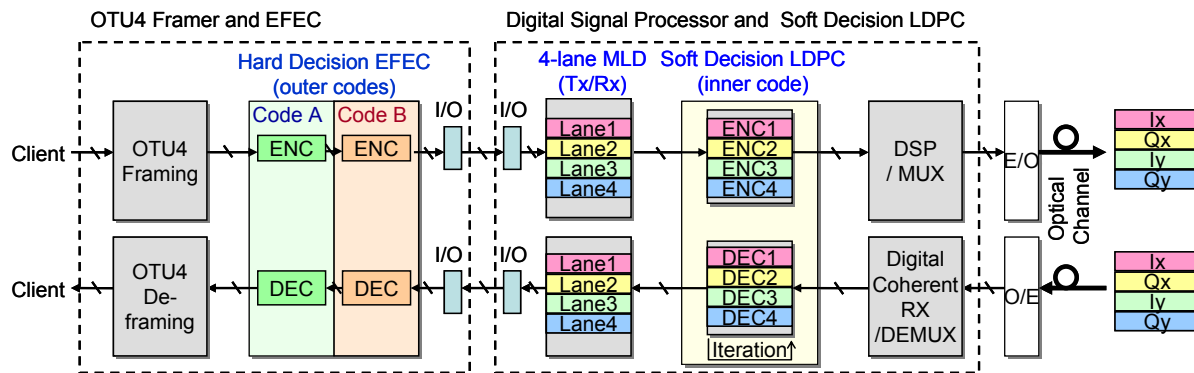 OTU4 Framer and EFEC
Digital Signal Processor and Soft Decision LDPC
Hard Decision EFEC
(outer codes)
4-lane MLD
(Tx/Rx)
Soft Decision LDPC
(inner code)
Code A
Code B
I/O
I/O
Client
OTU4
Framing
ENC
ENC
Lane1
Lane2
Lane3
Lane4
ENC1
ENC2
ENC3
ENC4
DSP
/ MUX
E/O
Optical
Channel
Ix
Qx
Iy
Qy
I/O
I/O
Client
OTU4
De-
framing
DEC
DEC
Lane1
Lane2
Lane3
Lane4
DEC1
DEC2
DEC3
DEC4
Iteration
Digital
Coherent
RX
/DEMUX
O/E
Ix
Qx
Iy
Qy